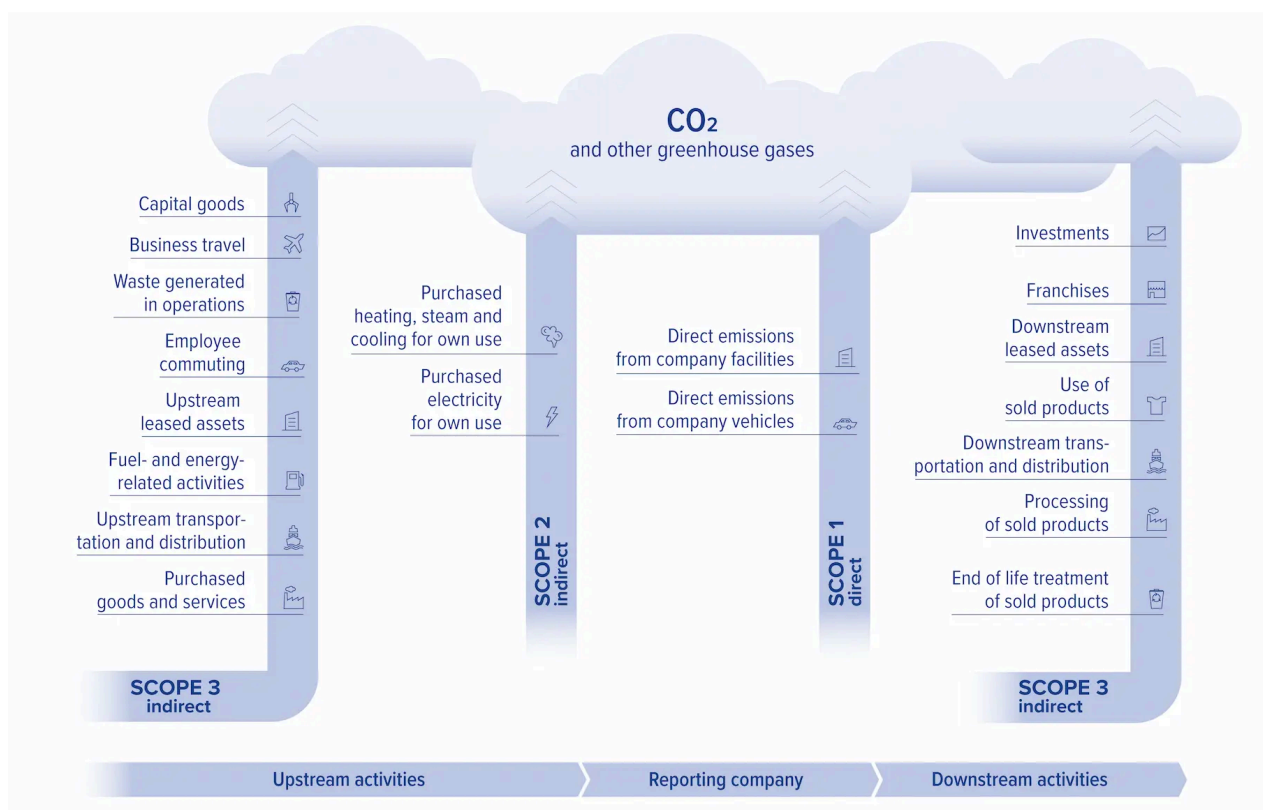 CO₂
and other greenhouse gases
Capital goods
Business travel
Waste generated
in operations
Employee
commuting
Upstream
leased assets
Fuel- and energy-
related activities
Upstream transpor-
tation and distribution
Purchased
goods and services
SCOPE 3
indirect
Purchased
heating, steam and
cooling for own use
Purchased
electricity
for own use
SCOPE 2
indirect
Direct emissions
from company facilities
Direct emissions
from company vehicles
SCOPE 1
direct
Investments
Franchises
Downstream
leased assets
Use of
sold products
Downstream trans-
portation and distribution
Processing
of sold products
End of life treatment
of sold products
SCOPE 3
indirect
Upstream activities
Reporting company
Downstream activities